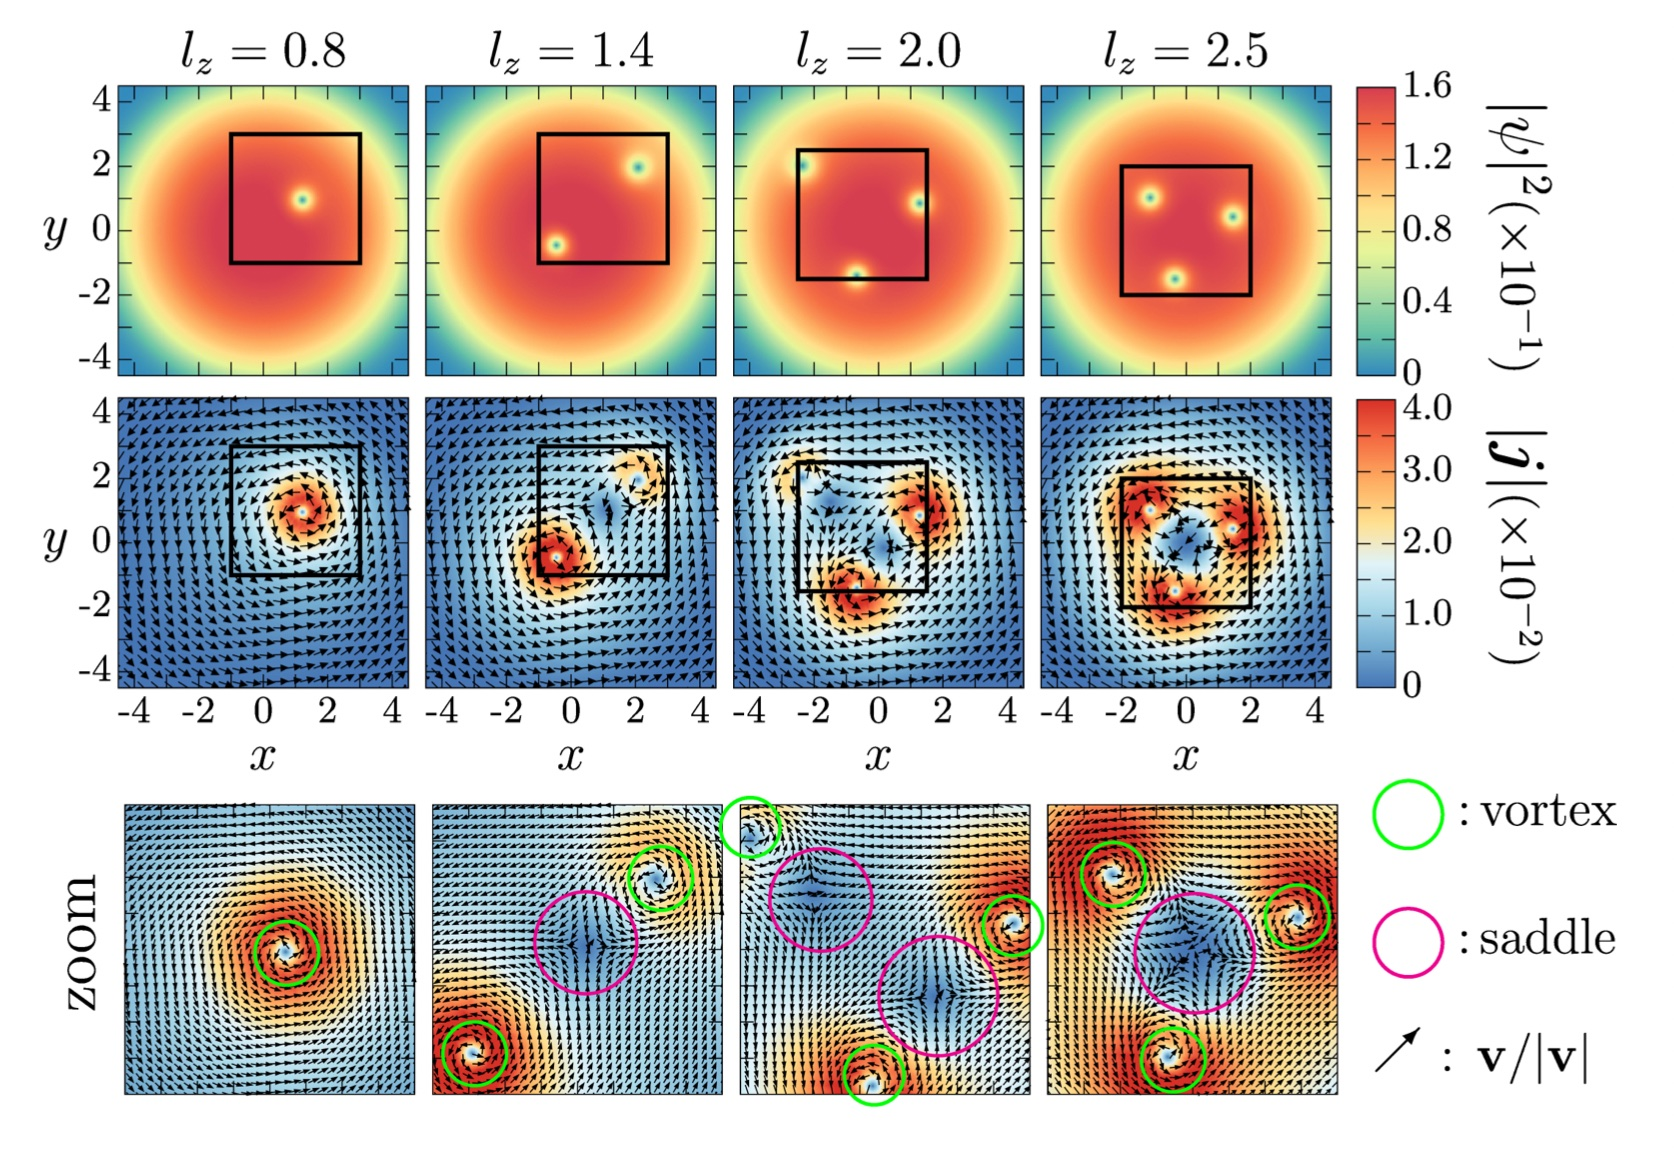 l_z = 0.8
l_z = 1.4
l_z = 2.0
l_z = 2.5
4
2
0
-2
-4
y
1.6
1.2
0.8
0.4
0
|ψ|²(×10⁻¹)
4
2
0
-2
-4
y
4.0
3.0
2.0
1.0
0
|j|(×10⁻²)
-4 -2 0 2 4
-4 -2 0 2 4
-4 -2 0 2 4
-4 -2 0 2 4
x
x
x
x
zoom
: vortex
: saddle
: v/|v|